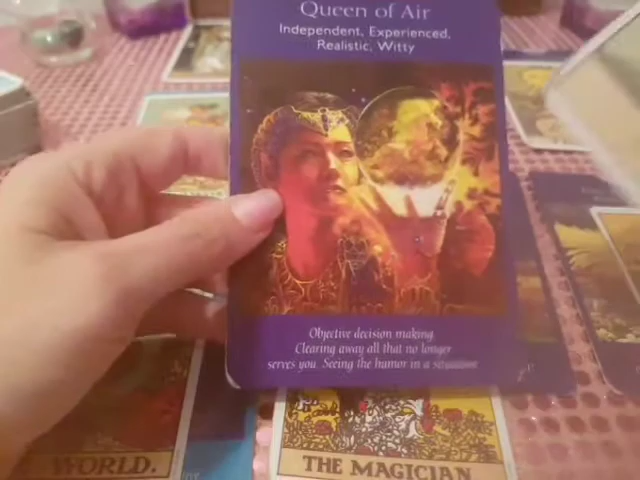 Queen of Air
Independent, Experienced,
Realistic, Witty
Objective decision making.
Clearing away all that no longer
serves you. Seeing the humor in a situation.
WORLD.
THE MAGICIAN